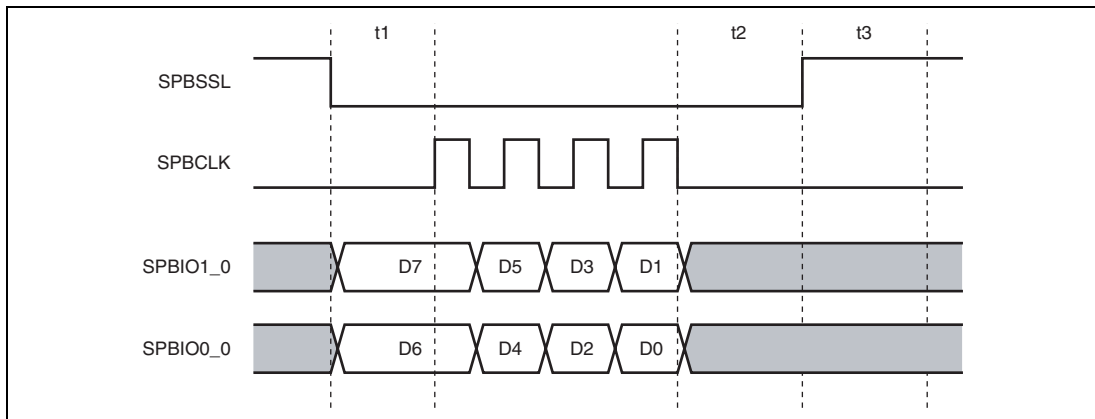 t1 t2 t3
SPBSSL
SPBCLK
SPBIO1_0 D7 D5 D3 D1
SPBIO0_0 D6 D4 D2 D0